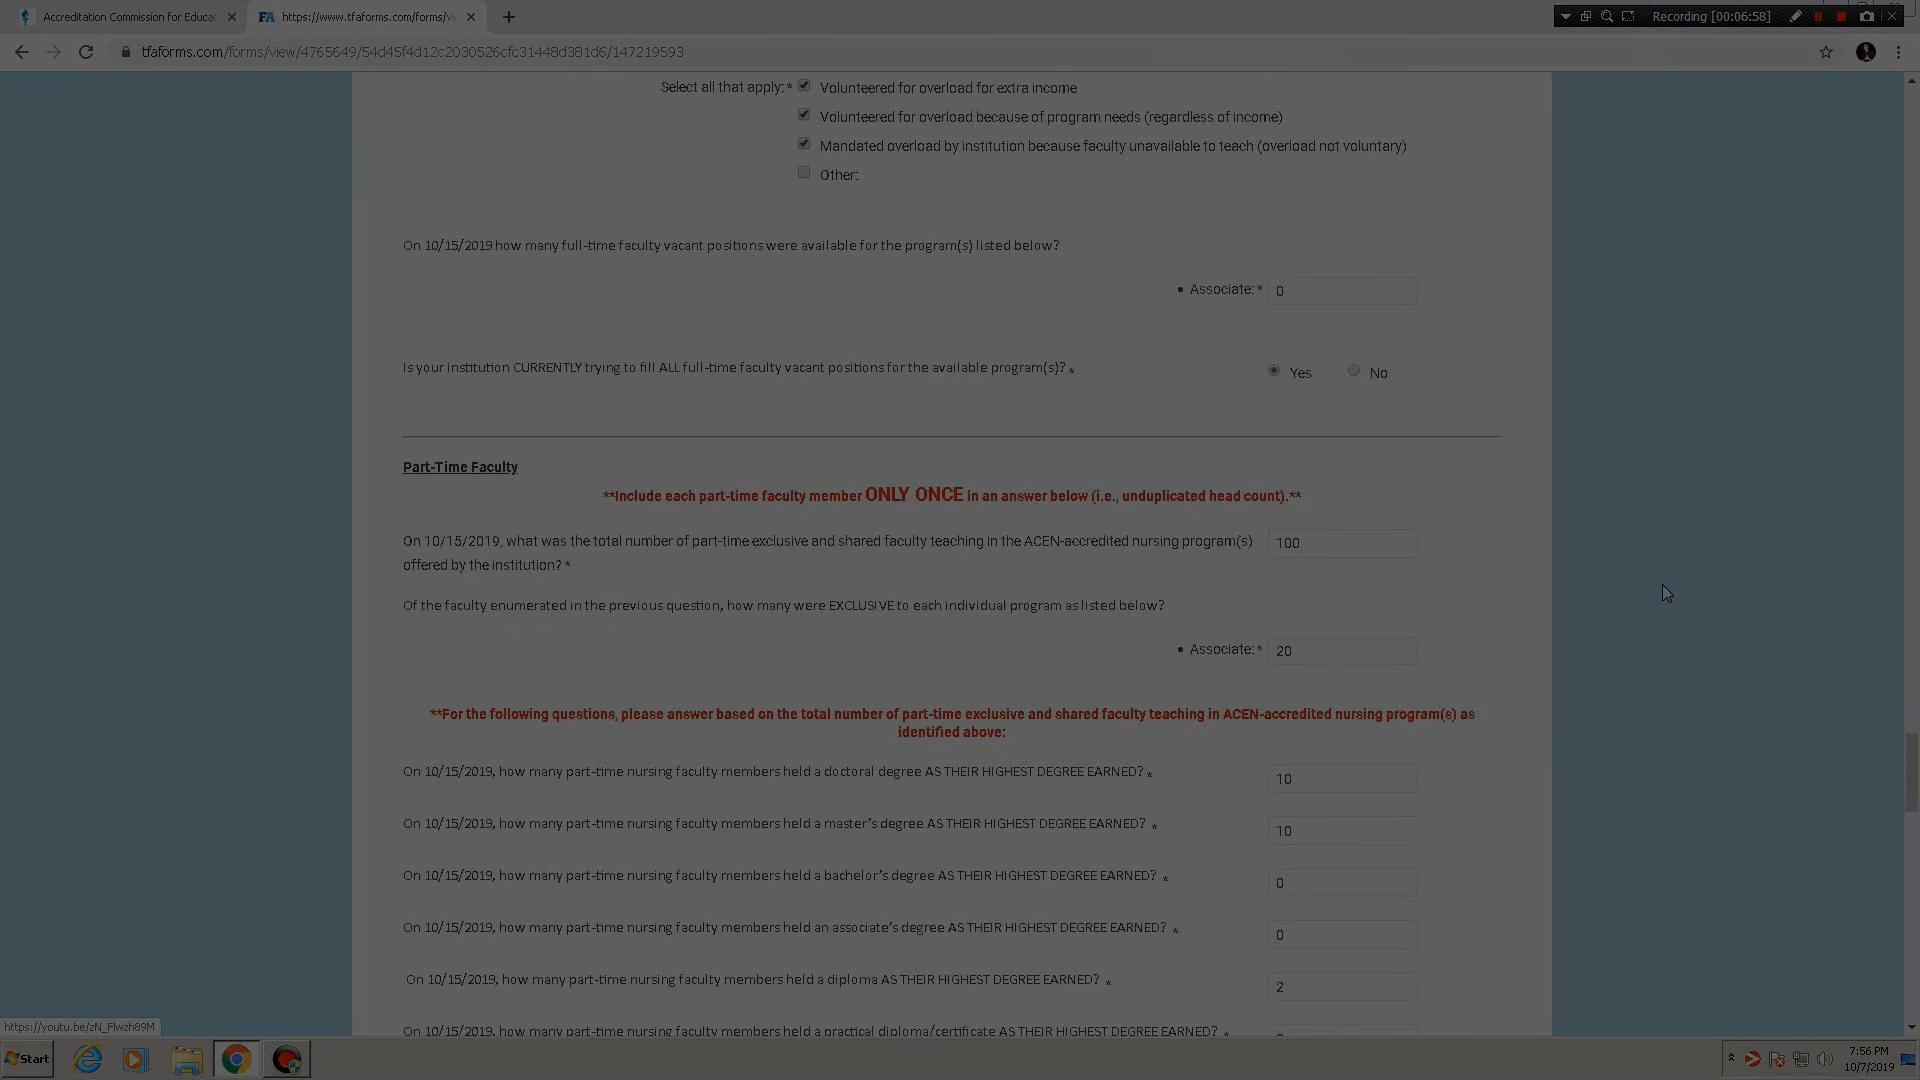 Accreditation Commission for Educat
https://www.tfaforms.com/forms/vi
Recording [00:06:58]
tfaforms.com/forms/view/4765649/54d45f4d12c2030526cfc31448d381d6/147219593
Select all that apply:* Volunteered for overload for extra income
Volunteered for overload because of program needs (regardless of income)
Mandated overload by institution because faculty unavailable to teach (overload not voluntary)
Other:
On 10/15/2019 how many full-time faculty vacant positions were available for the program(s) listed below?
• Associate:* 0
Is your institution CURRENTLY trying to fill ALL full-time faculty vacant positions for the available program(s)? * Yes No
Part-Time Faculty
**Include each part-time faculty member ONLY ONCE in an answer below (i.e., unduplicated head count).**
On 10/15/2019, what was the total number of part-time exclusive and shared faculty teaching in the ACEN-accredited nursing program(s) 100
offered by the institution? *
Of the faculty enumerated in the previous question, how many were EXCLUSIVE to each individual program as listed below?
• Associate:* 20
**For the following questions, please answer based on the total number of part-time exclusive and shared faculty teaching in ACEN-accredited nursing program(s) as
identified above:
On 10/15/2019, how many part-time nursing faculty members held a doctoral degree AS THEIR HIGHEST DEGREE EARNED? * 10
On 10/15/2019, how many part-time nursing faculty members held a master's degree AS THEIR HIGHEST DEGREE EARNED? * 10
On 10/15/2019, how many part-time nursing faculty members held a bachelor's degree AS THEIR HIGHEST DEGREE EARNED? * 0
On 10/15/2019, how many part-time nursing faculty members held an associate's degree AS THEIR HIGHEST DEGREE EARNED? * 0
On 10/15/2019, how many part-time nursing faculty members held a diploma AS THEIR HIGHEST DEGREE EARNED? * 2
On 10/15/2019, how many part-time nursing faculty members held a practical diploma/certificate AS THEIR HIGHEST DEGREE EARNED? *
https://youtu.be/zN_Flwzh89M
Start
7:56 PM
10/7/2019